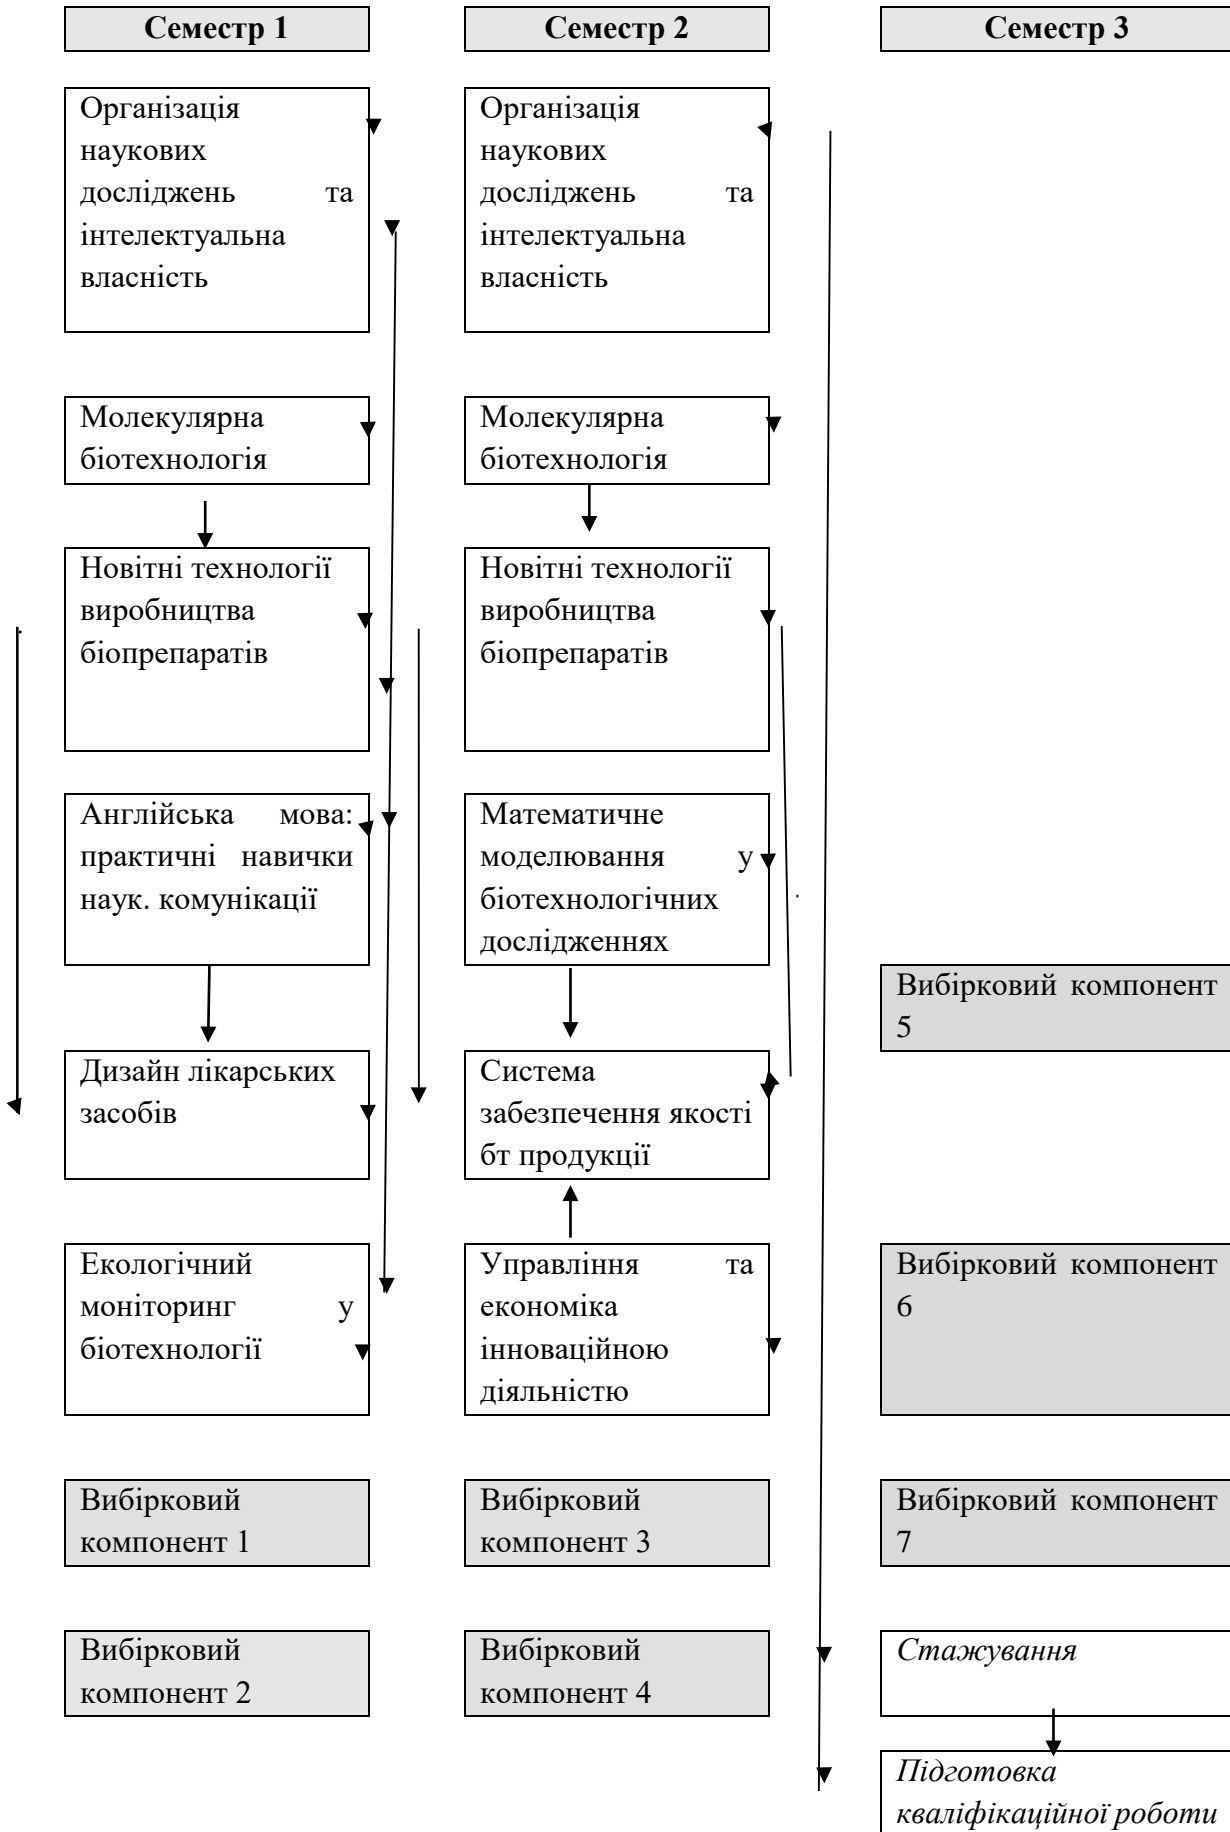 Семестр 1
Семестр 2
Семестр 3
Організація
наукових
досліджень та
інтелектуальна
власність
Організація
наукових
досліджень та
інтелектуальна
власність
Молекулярна
біотехнологія
Молекулярна
біотехнологія
Новітні технології
виробництва
біопрепаратів
Новітні технології
виробництва
біопрепаратів
Англійська мова:
практичні навички
наук. комунікації
Математичне
моделювання у
біотехнологічних
дослідженнях
Вибірковий компонент
5
Дизайн лікарських
засобів
Система
забезпечення якості
бт продукції
Екологічний
моніторинг у
біотехнології
Управління та
економіка
інноваційною
діяльністю
Вибірковий компонент
6
Вибірковий
компонент 1
Вибірковий
компонент 3
Вибірковий компонент
7
Вибірковий
компонент 2
Вибірковий
компонент 4
Стажування
Підготовка
кваліфікаційної роботи